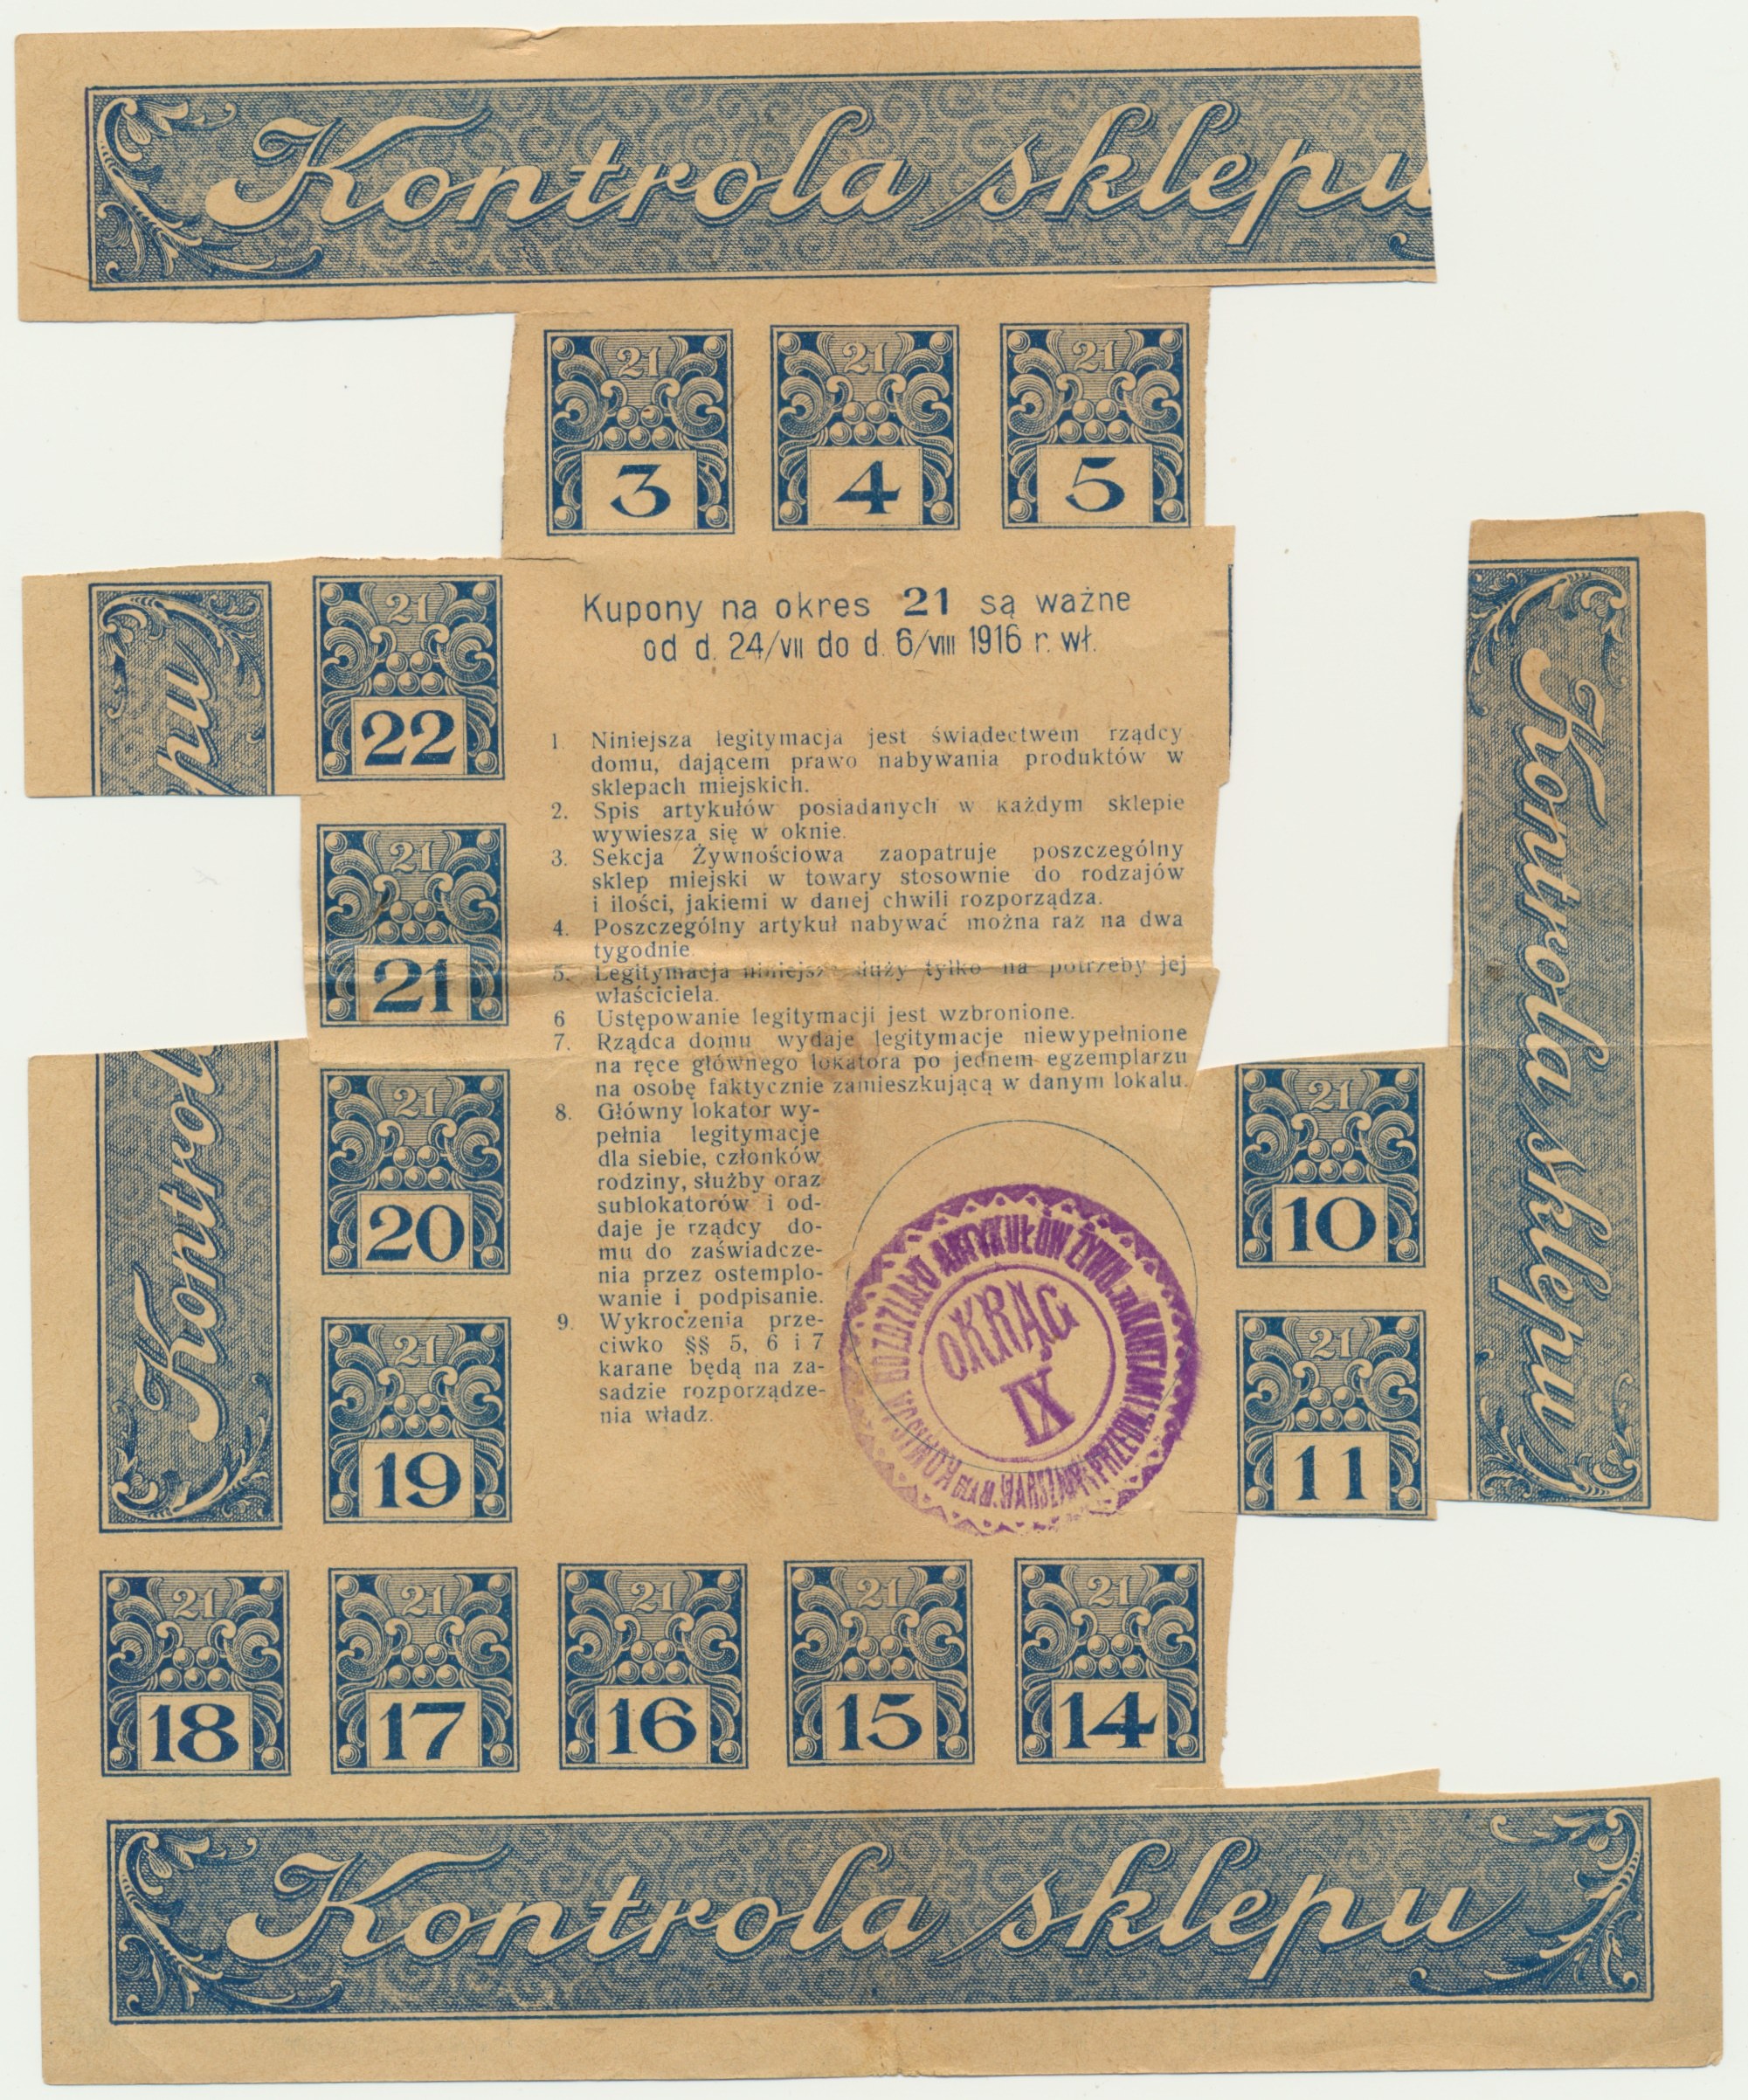 Kontrola sklepu
21 21 21
3 4 5
Kupony na okres 21 są ważne
od d. 24/VII do d. 6/VIII 1916 r. wł.
21
22
pu
1. Niniejsza legitymacja jest świadectwem rządcy
domu, dającem prawo nabywania produktów w
sklepach miejskich.
2. Spis artykułów posiadanych w każdym sklepie
wywiesza się w oknie.
3. Sekcja Żywnościowa zaopatruje poszczególny
sklep miejski w towary stosownie do rodzajów
i ilości, jakiemi w danej chwili rozporządza.
4. Poszczególny artykuł nabywać można raz na dwa
tygodnie
5. Legitymacja niniejsza służy tylko na potrzeby jej
właściciela.
6 Ustępowanie legitymacji jest wzbronione.
7. Rządca domu wydaje legitymacje niewypełnione
na ręce głównego lokatora po jednem egzemplarzu
na osobę faktycznie zamieszkującą w danym lokalu.
8. Główny lokator wy-
pełnia legitymacje
dla siebie, członków
rodziny, służby oraz
sublokatorów i od-
daje je rządcy do-
mu do zaświadcze-
nia przez ostemplo-
wanie i podpisanie.
9. Wykroczenia prze-
ciwko §§ 5, 6 i 7
karane będą na za-
sadzie rozporządze-
nia władz.
21
21
Kontrol
21
20
21
19
KOMISJA ROZDZIAŁU ARTYKUŁÓW ŻYWN.
DLA M. WARSZAWY I PRZEDM.
OKRĄG
IX
21
10
21
11
Kontrola sklepu
21 21 21 21 21
18 17 16 15 14
Kontrola sklepu